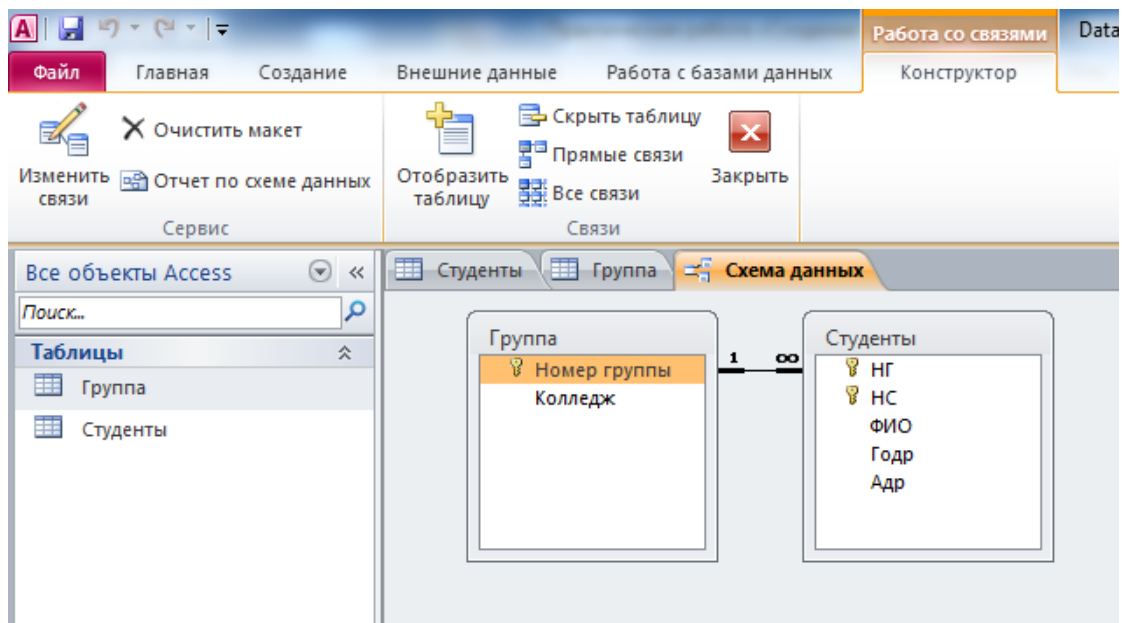 A
Работа со связями
Data
Файл Главная Создание Внешние данные Работа с базами данных Конструктор
Изменить связи
Очистить макет
Отчет по схеме данных
Сервис
Отобразить таблицу
Скрыть таблицу
Прямые связи
Все связи
Закрыть
Связи
Все объекты Access
Поиск...
Таблицы
Группа
Студенты
Студенты Группа Схема данных
Группа
Номер группы
Колледж
1 ∞
Студенты
НГ
НС
ФИО
Годр
Адр